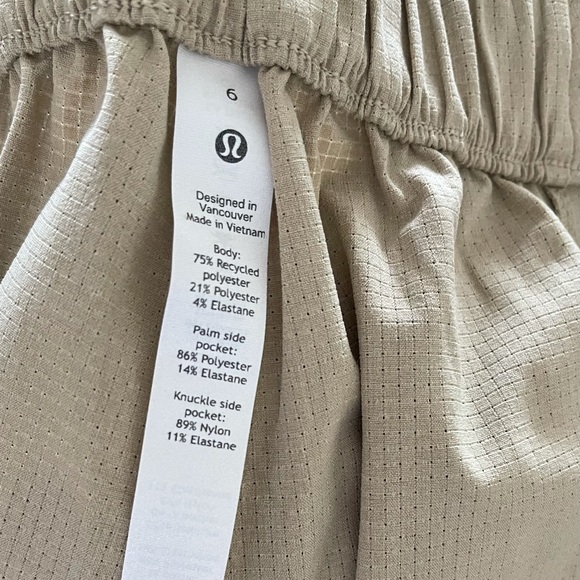 6
Designed in
Vancouver
Made in Vietnam
Body:
75% Recycled
polyester
21% Polyester
4% Elastane
Palm side
pocket:
86% Polyester
14% Elastane
Knuckle side
pocket:
89% Nylon
11% Elastane